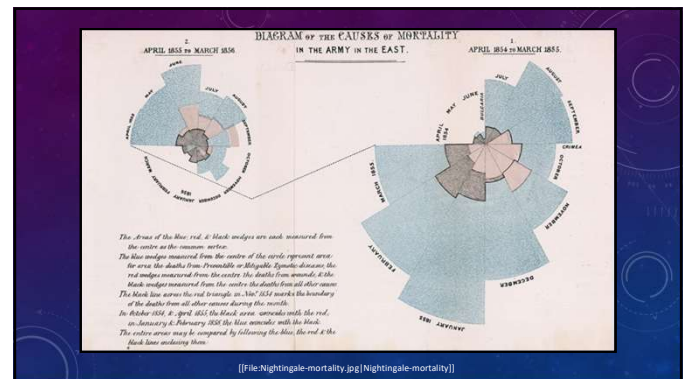 DIAGRAM OF THE CAUSES OF MORTALITY
IN THE ARMY IN THE EAST.
2.
APRIL 1855 TO MARCH 1856
1.
APRIL 1854 TO MARCH 1855.
JUNE
MAY
APRIL 1855
JULY
AUGUST
SEPTEMBER
OCTOBER
NOVEMBER
DECEMBER
JANUARY 1856
FEBRUARY
MARCH
APRIL 1854
MAY
JUNE
BULGARIA
JULY
AUGUST
SEPTEMBER
CRIMEA
OCTOBER
NOVEMBER
DECEMBER
JANUARY 1855
FEBRUARY
MARCH 1855
The Areas of the blue, red, & black wedges are each measured from
the centre as the common vertex.
The blue wedges measured from the centre of the circle represent area
for area the deaths from Preventible or Mitigable Zymotic diseases, the
red wedges measured from the centre the deaths from wounds, & the
black wedges measured from the centre the deaths from all other causes.
The black line across the red triangle in Novr. 1854 marks the boundary
of the deaths from all other causes during the month.
In October 1854, & April 1855, the black area coincides with the red,
in January & February 1856, the blue coincides with the black.
The entire areas may be compared by following the blue, the red & the
black lines enclosing them.
[[File:Nightingale-mortality.jpg|Nightingale-mortality]]